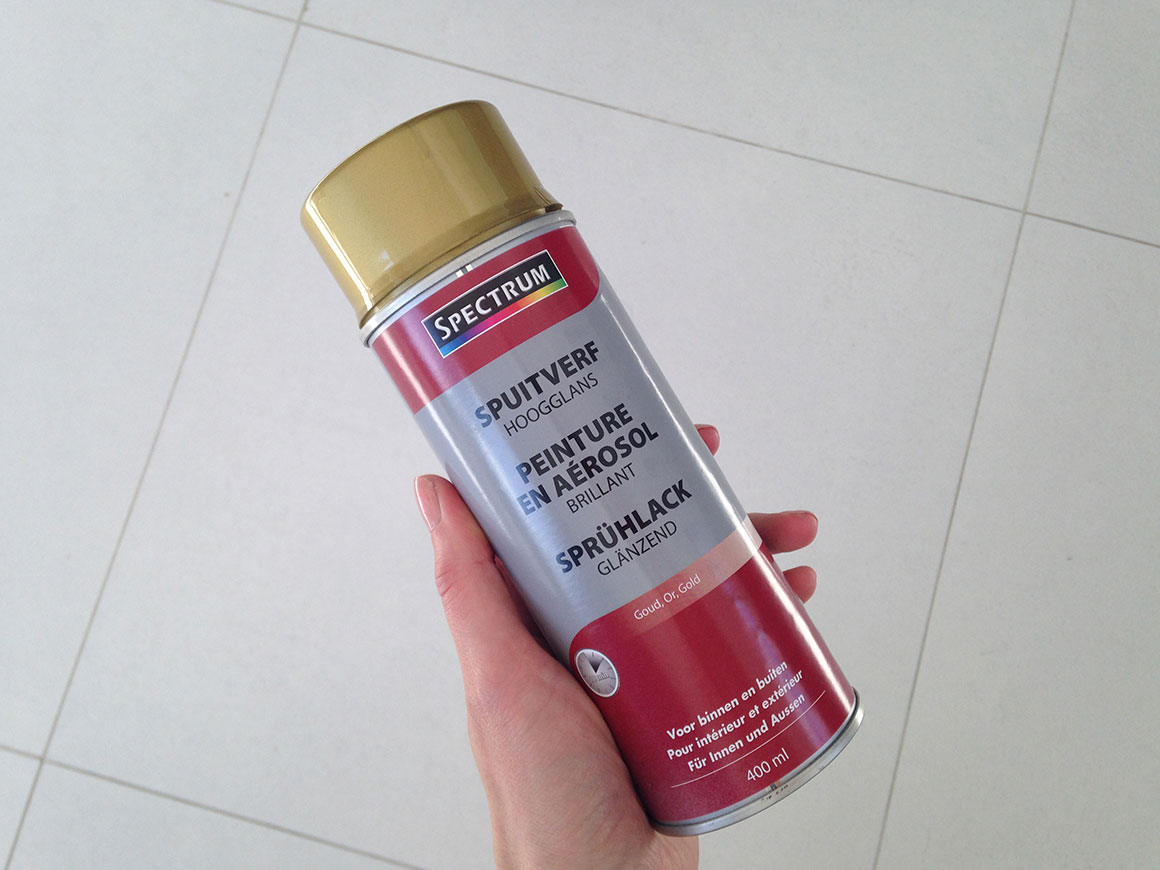 SPECTRUM
SPUITVERF
HOOGGLANS
PEINTURE
EN AÉROSOL
BRILLANT
SPRÜHLACK
GLÄNZEND
Goud, Or, Gold
Voor binnen en buiten
Pour intérieur et extérieur
Für Innen und Aussen
400 ml